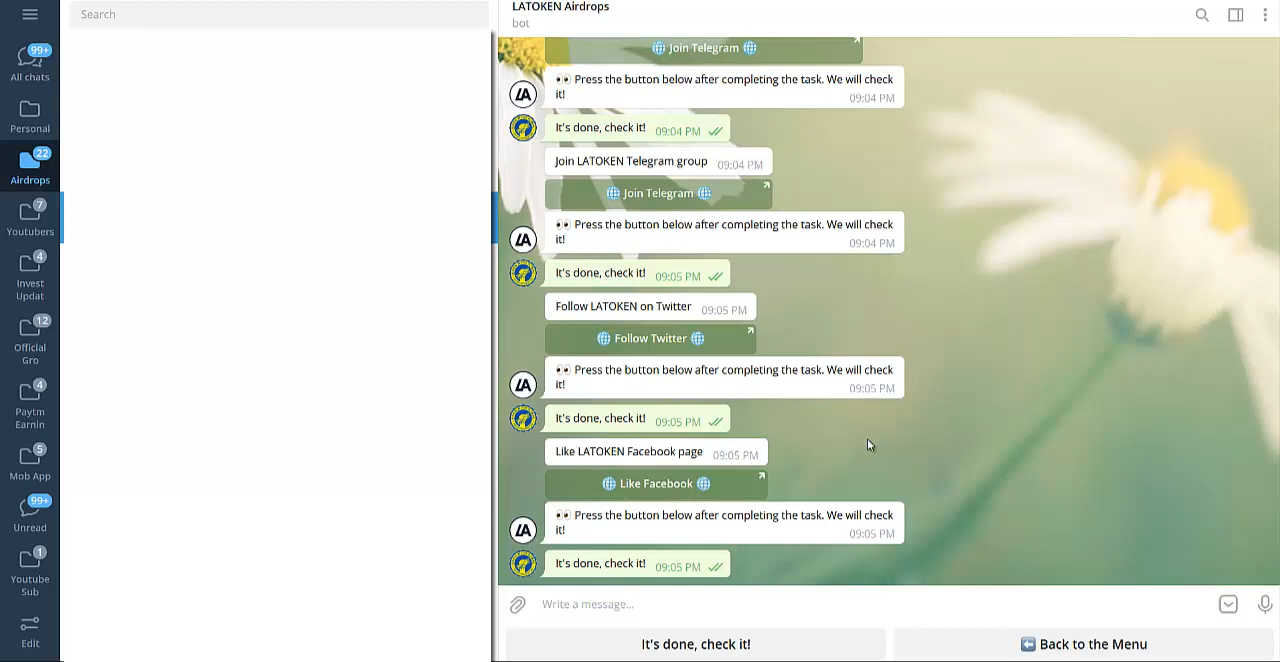 Search
99+
All chats
Personal
22
Airdrops
7
Youtubers
4
Invest
Updat
12
Official
Gro
4
Paytm
Earnin
5
Mob App
99+
Unread
1
Youtube
Sub
Edit
LATOKEN Airdrops
bot
Join Telegram
LA
Press the button below after completing the task. We will check
it!
09:04 PM
It's done, check it! 09:04 PM
Join LATOKEN Telegram group 09:04 PM
Join Telegram
LA
Press the button below after completing the task. We will check
it!
09:04 PM
It's done, check it! 09:05 PM
Follow LATOKEN on Twitter 09:05 PM
Follow Twitter
LA
Press the button below after completing the task. We will check
it!
09:05 PM
It's done, check it! 09:05 PM
Like LATOKEN Facebook page 09:05 PM
Like Facebook
LA
Press the button below after completing the task. We will check
it!
09:05 PM
It's done, check it! 09:05 PM
Write a message...
It's done, check it!
Back to the Menu